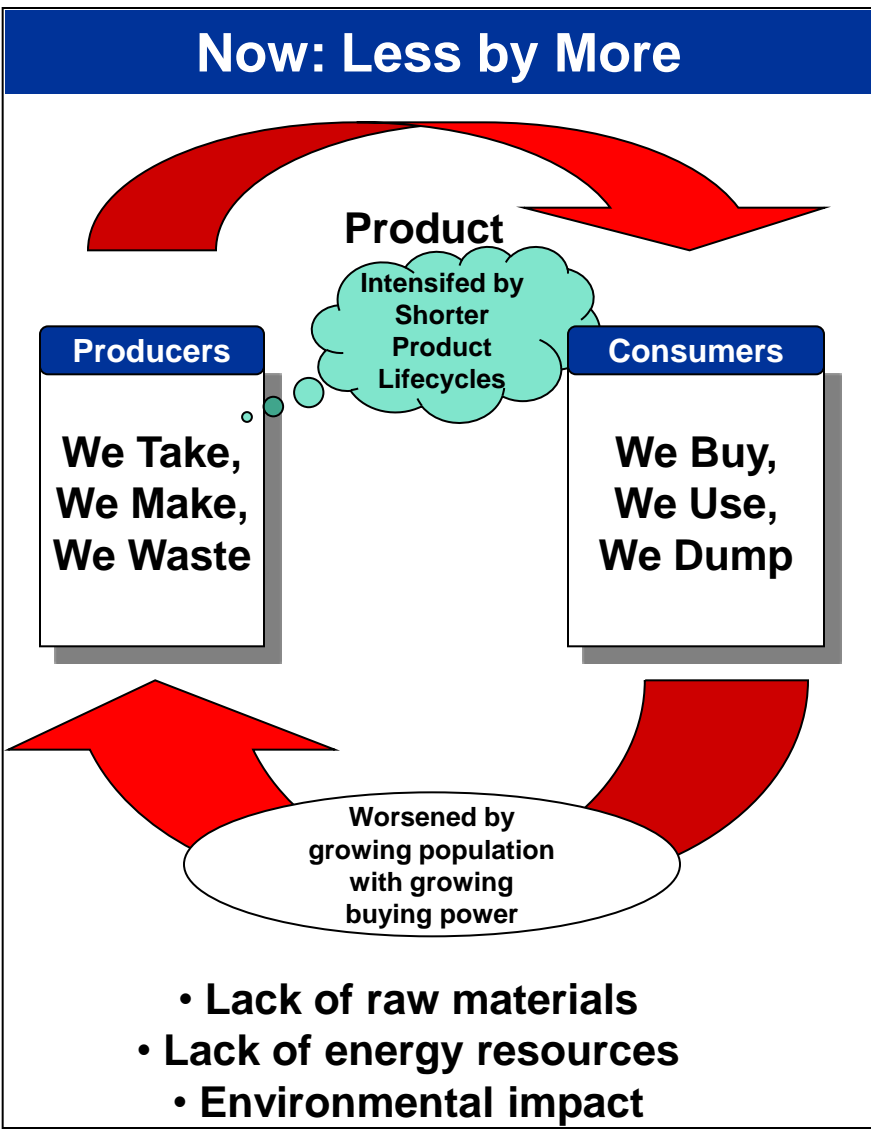 Now: Less by More
Product
Intensifed by
Shorter
Product
Lifecycles
Producers
We Take,
We Make,
We Waste
Consumers
We Buy,
We Use,
We Dump
Worsened by
growing population
with growing
buying power
• Lack of raw materials
• Lack of energy resources
• Environmental impact